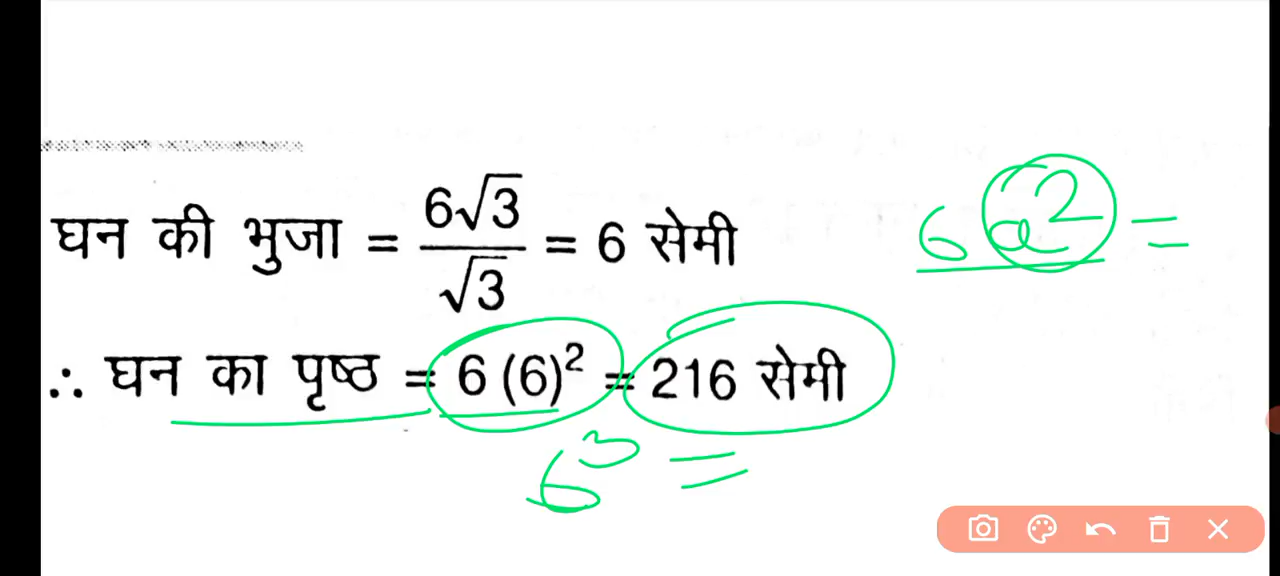 घन की भुजा = 6√3/√3 = 6 सेमी
6a² =
∴ घन का पृष्ठ = 6 (6)² = 216 सेमी
6³ =